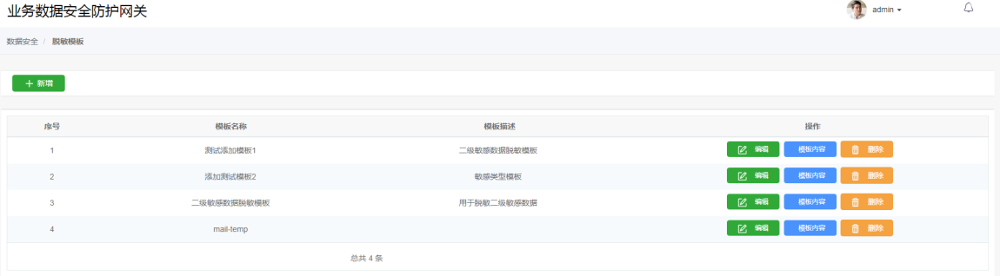 业务数据安全防护网关
admin
数据安全 / 脱敏模板
+ 新增
序号 模板名称 模板描述 操作
1 测试添加模板1 二级敏感数据脱敏模板 编辑 模板内容 删除
2 添加测试模板2 敏感类型模板 编辑 模板内容 删除
3 二级敏感数据脱敏模板 用于脱敏二级敏感数据 编辑 模板内容 删除
4 mail-temp 编辑 模板内容 删除
总共 4 条